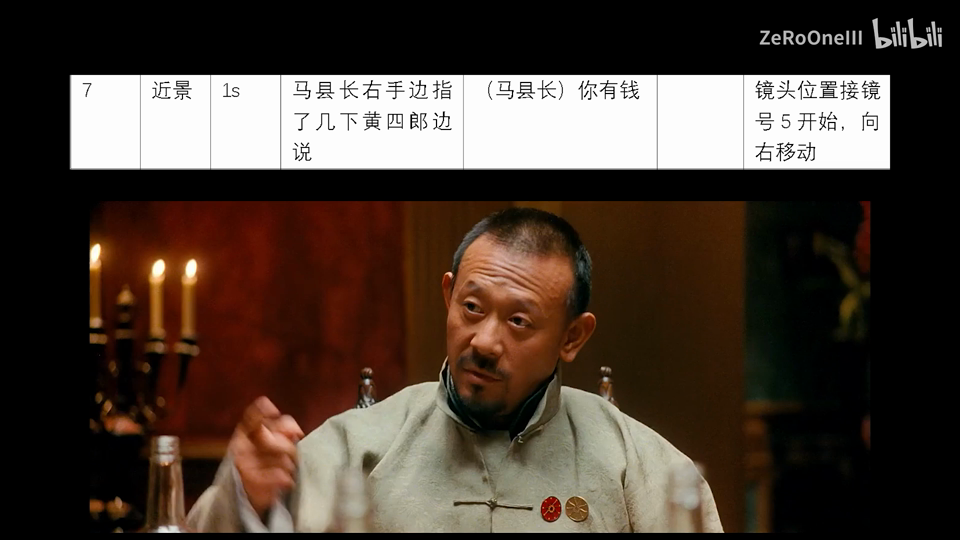 ZeRoOneIII bilibili
7
近景
1s
马县长右手边指
了几下黄四郎边
说
（马县长）你有钱
镜头位置接镜
号5开始，向
右移动